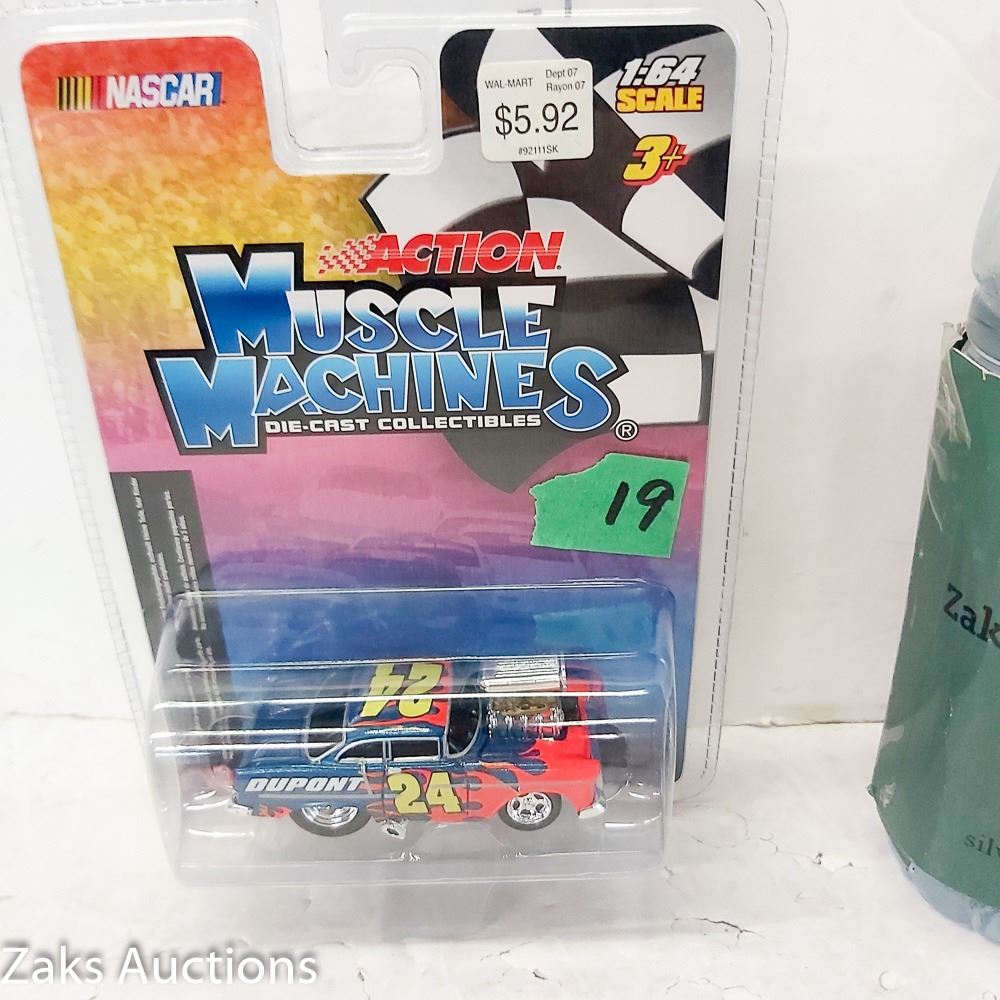 NASCAR
WAL-MART Dept 07
Rayon 07
$5.92
#92111SK
1:64
SCALE
3+
ACTION
MUSCLE
MACHINES
DIE-CAST COLLECTIBLES ®
19
24
DUPONT 24
Zaks Auctions